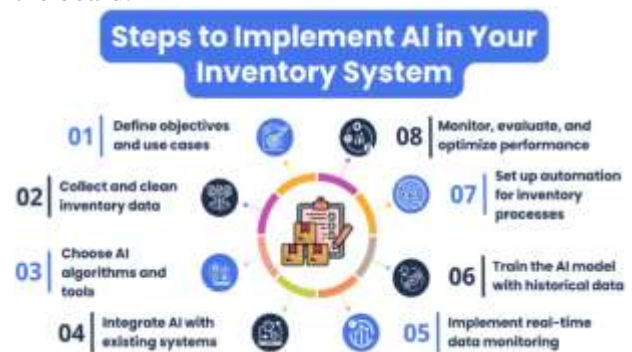 Steps to Implement AI in Your
Inventory System
01
Define objectives
and use cases
02
Collect and clean
inventory data
03
Choose AI
algorithms and
tools
04
Integrate AI with
existing systems
05
Implement real-time
data monitoring
06
Train the AI model
with historical data
07
Set up automation
for inventory
processes
08
Monitor, evaluate, and
optimize performance